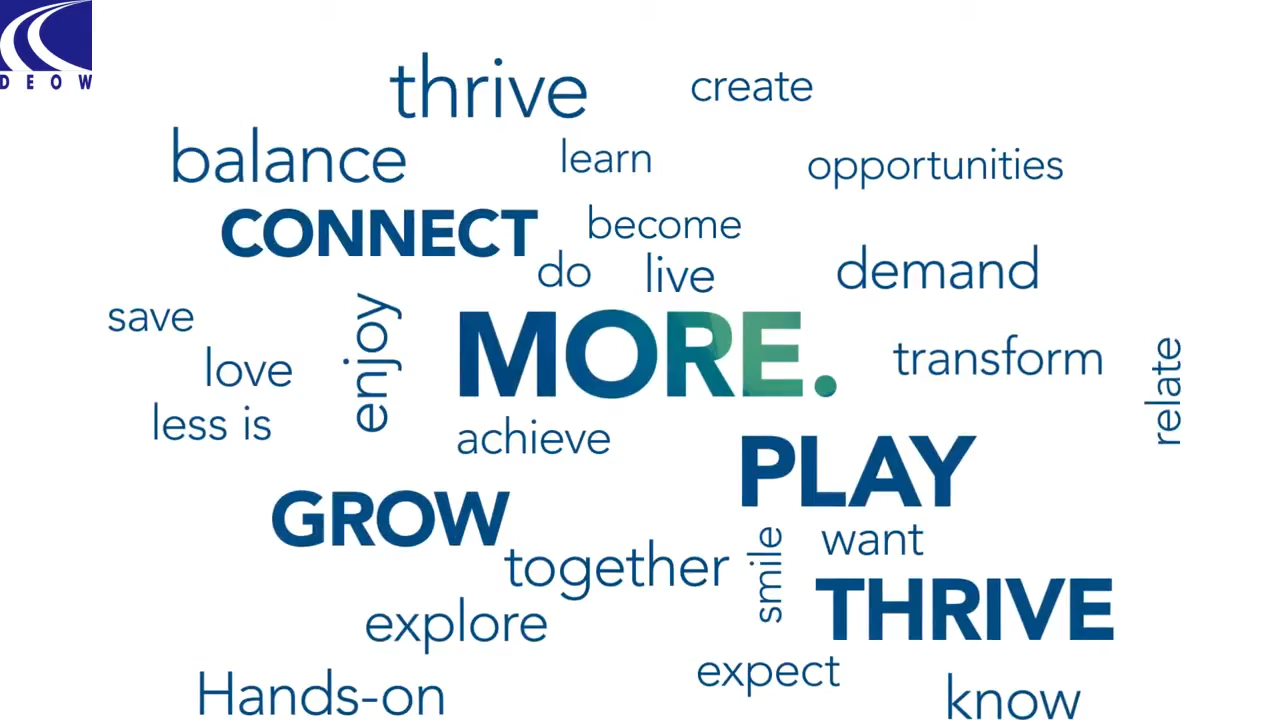 DEOW
thrive
create
balance
learn
opportunities
CONNECT
become
do
live
demand
save
enjoy
MORE.
love
transform
relate
less is
achieve
PLAY
GROW
together
smile
want
explore
THRIVE
Hands-on
expect
know